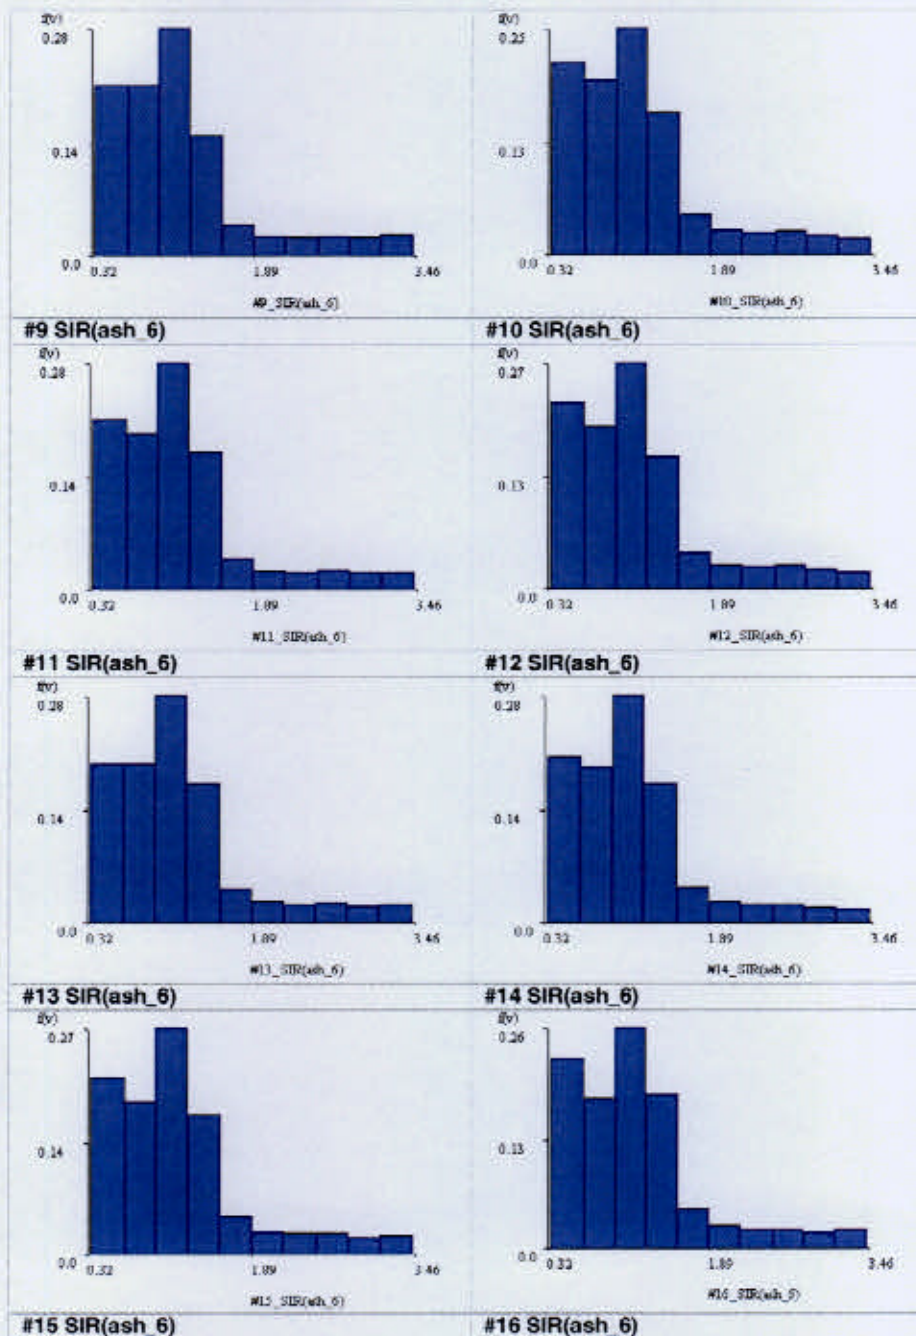 f(v) f(v)
0.28 0.25
0.14 0.13
0.0 0.32 1.89 3.46 0.0 0.32 1.89 3.46
#9_SIR(ash_6) #10_SIR(ash_6)
#9 SIR(ash_6) #10 SIR(ash_6)
f(v) f(v)
0.28 0.27
0.14 0.13
0.0 0.32 1.89 3.46 0.0 0.32 1.89 3.46
#11_SIR(ash_6) #12_SIR(ash_6)
#11 SIR(ash_6) #12 SIR(ash_6)
f(v) f(v)
0.28 0.28
0.14 0.14
0.0 0.32 1.89 3.46 0.0 0.32 1.89 3.46
#13_SIR(ash_6) #14_SIR(ash_6)
#13 SIR(ash_6) #14 SIR(ash_6)
f(v) f(v)
0.27 0.26
0.14 0.13
0.0 0.32 1.89 3.46 0.0 0.32 1.89 3.46
#15_SIR(ash_6) #16_SIR(ash_6)
#15 SIR(ash_6) #16 SIR(ash_6)